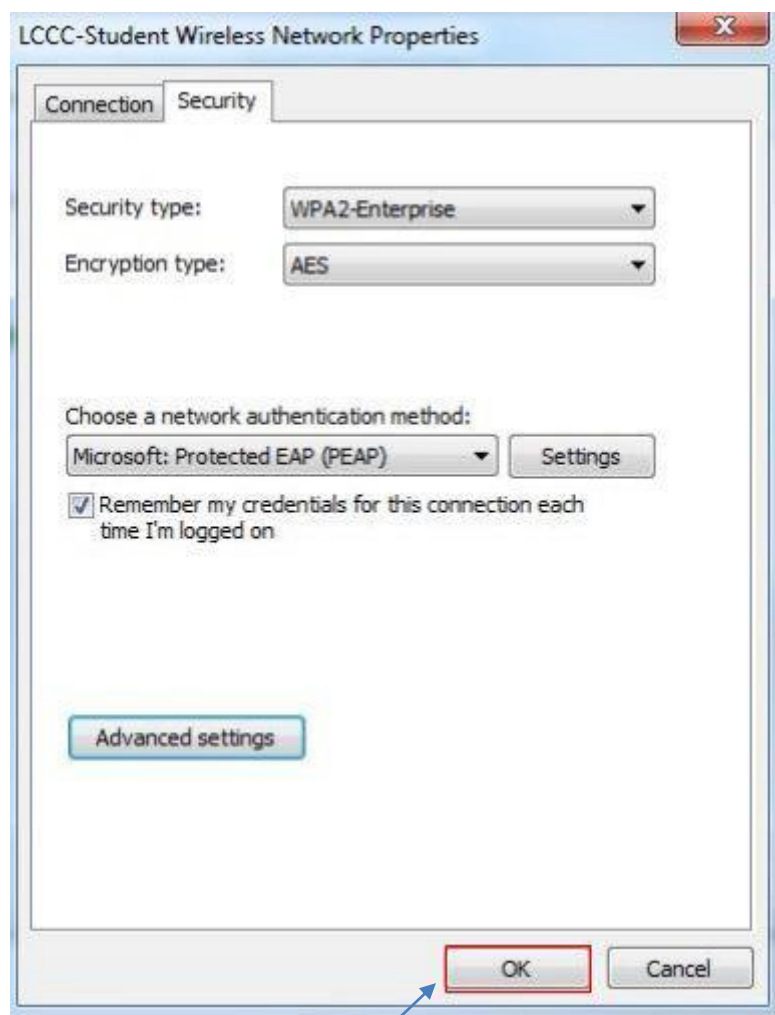 LCCC-Student Wireless Network Properties
Connection Security
Security type: WPA2-Enterprise
Encryption type: AES
Choose a network authentication method:
Microsoft: Protected EAP (PEAP) Settings
Remember my credentials for this connection each
time I'm logged on
Advanced settings
OK Cancel